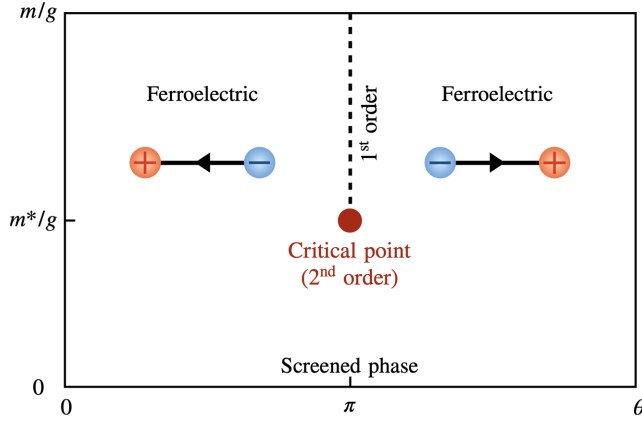 m/g
Ferroelectric
1st order
Ferroelectric
+
−
−
+
m*/g
Critical point
(2nd order)
Screened phase
0
0
π
θ